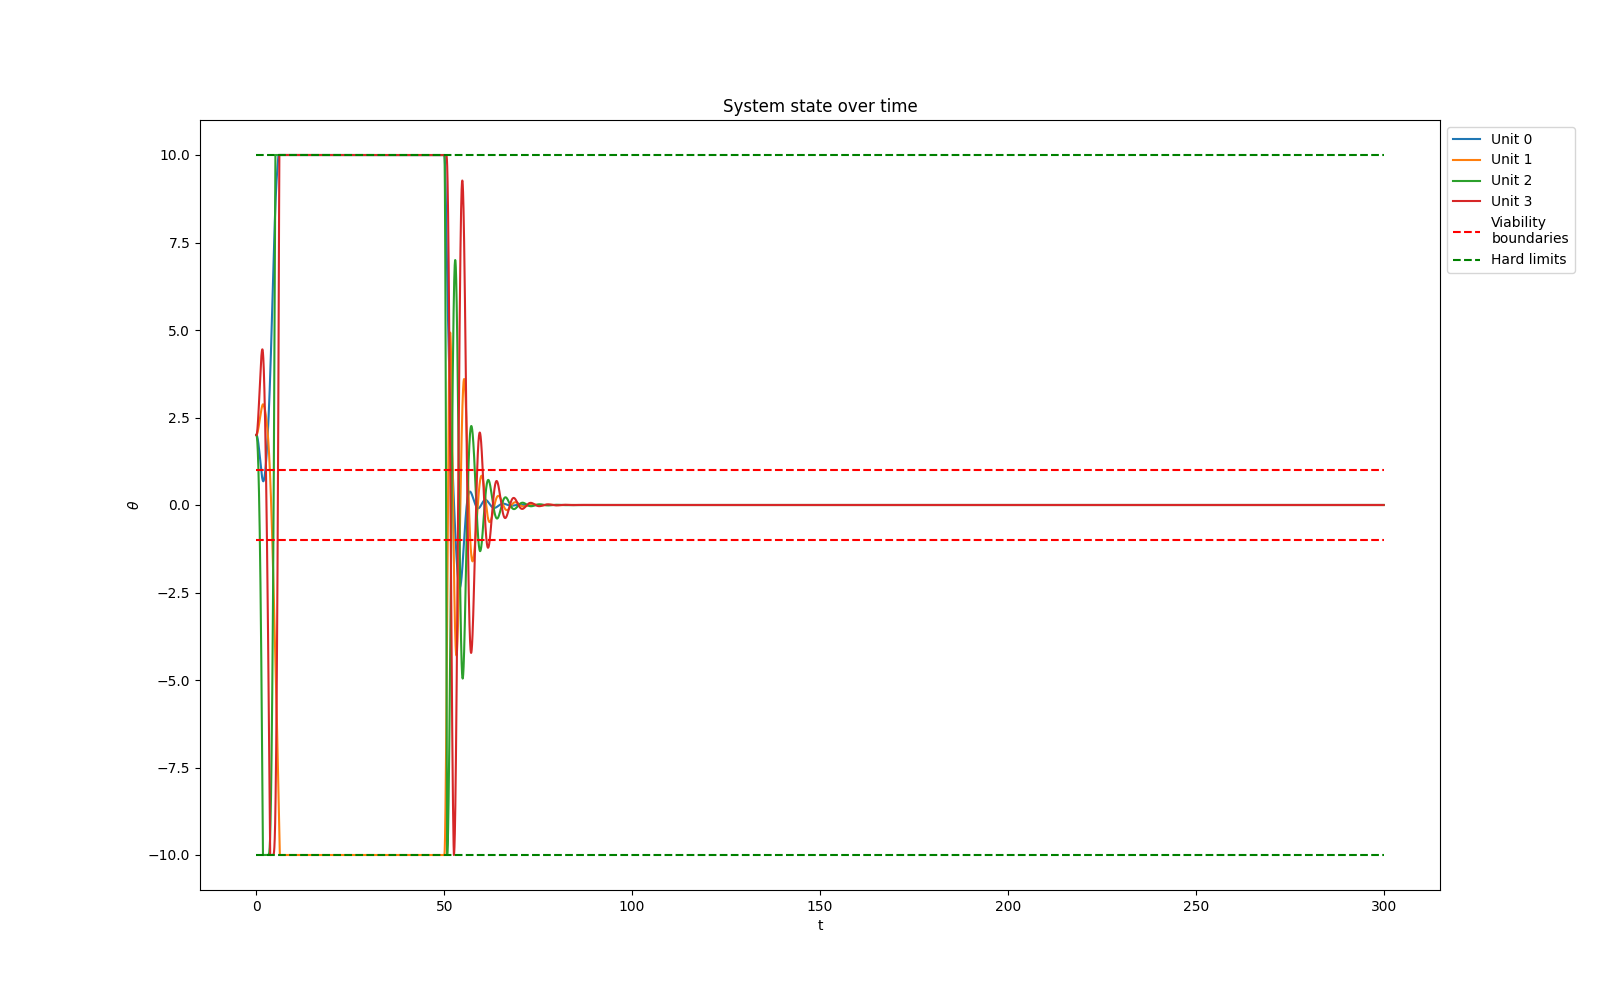 System state over time
10.0
7.5
5.0
2.5
0.0
−2.5
−5.0
−7.5
−10.0
θ
0
50
100
150
200
250
300
t
Unit 0
Unit 1
Unit 2
Unit 3
Viability
boundaries
Hard limits